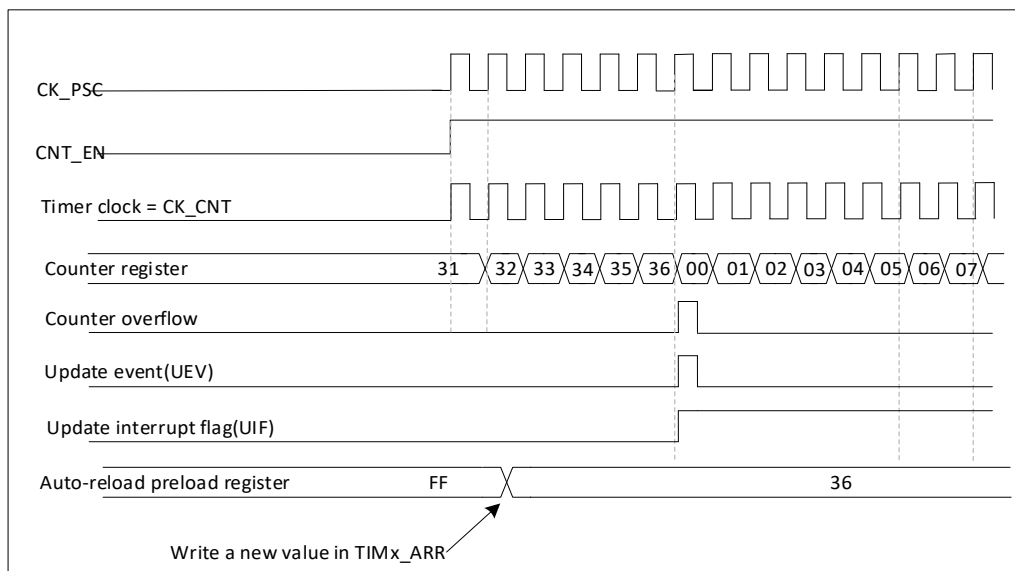 CK_PSC
CNT_EN
Timer clock = CK_CNT
Counter register 31 32 33 34 35 36 00 01 02 03 04 05 06 07
Counter overflow
Update event(UEV)
Update interrupt flag(UIF)
Auto-reload preload register FF 36
Write a new value in TIMx_ARR